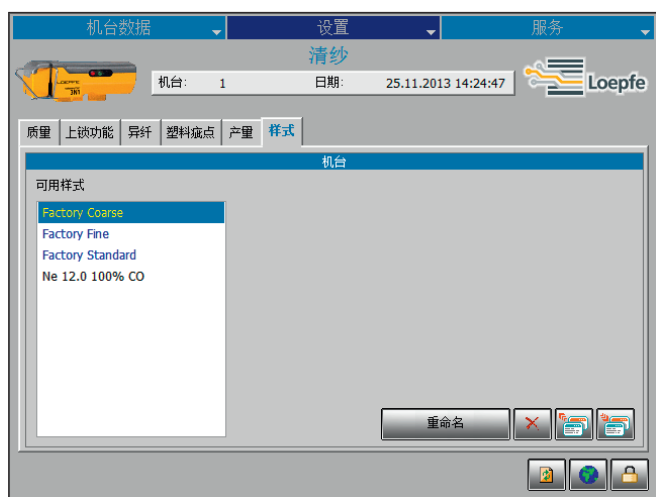 机台数据 设置 服务
清纱
机台: 1 日期: 25.11.2013 14:24:47
Loepfe
质量 上锁功能 异纤 塑料疵点 产量 样式
机台
可用样式
Factory Coarse
Factory Fine
Factory Standard
Ne 12.0 100% CO
重命名